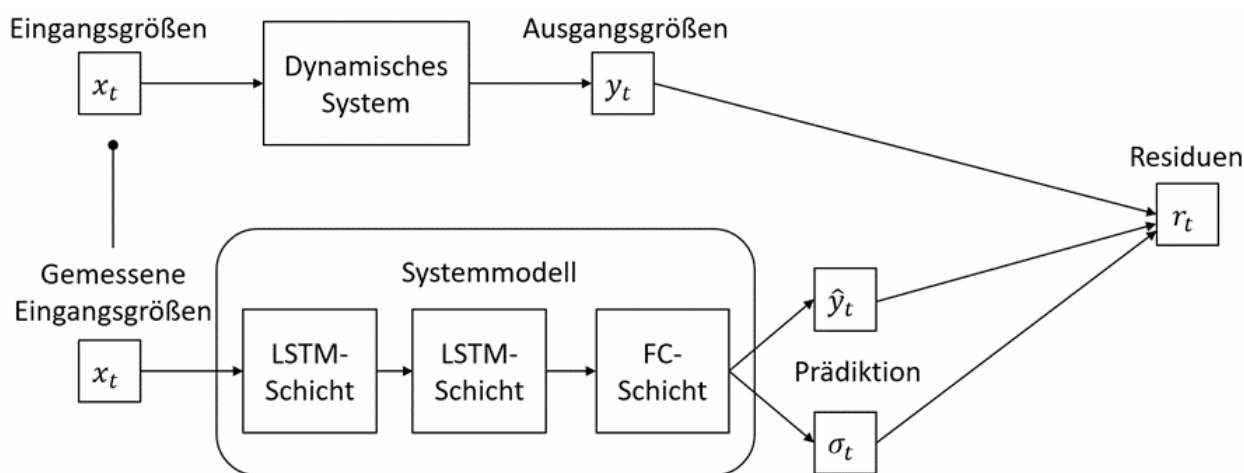 Eingangsgrößen
x_t
Dynamisches
System
Ausgangsgrößen
y_t
Residuen
r_t
Gemessene
Eingangsgrößen
x_t
Systemmodell
LSTM-
Schicht
LSTM-
Schicht
FC-
Schicht
ŷ_t
Prädiktion
σ_t